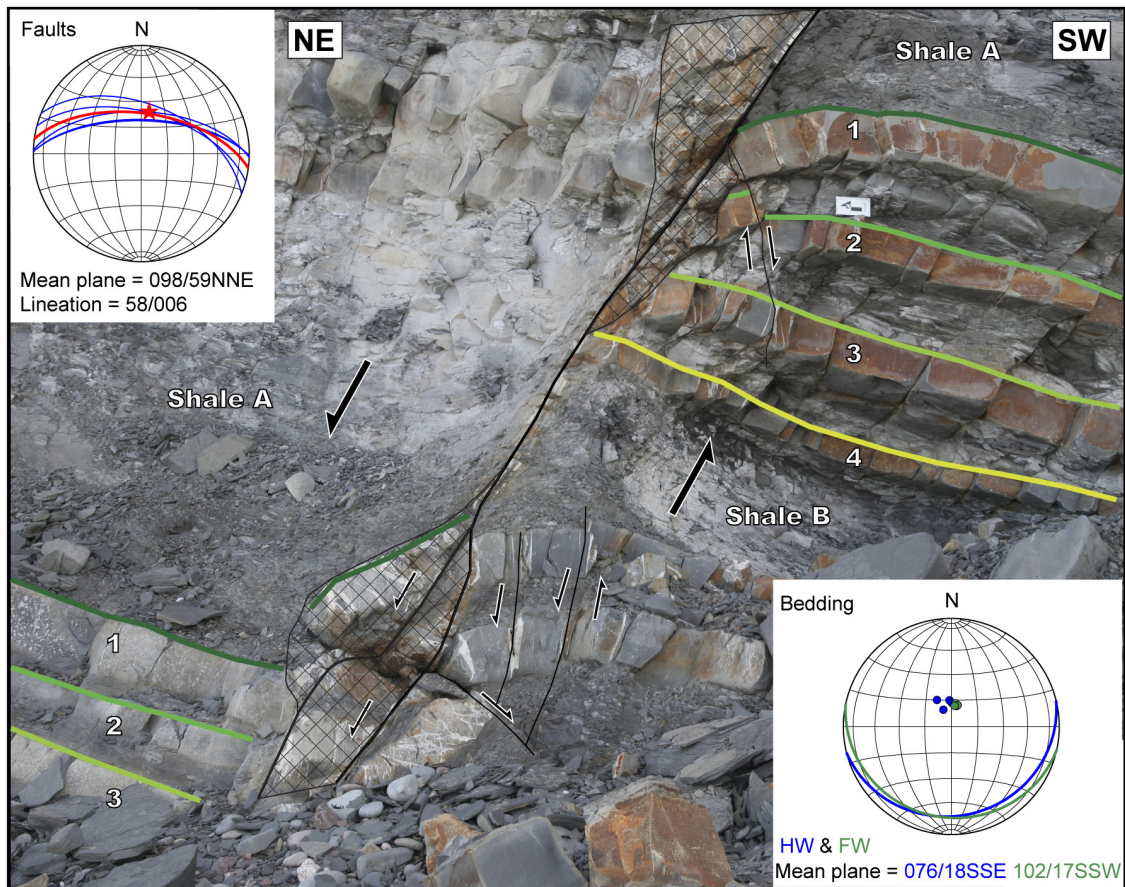 Faults
N
Mean plane = 098/59NNE
Lineation = 58/006
NE
SW
Shale A
1
2
3
4
Shale A
Shale B
1
2
3
Bedding
N
HW & FW
Mean plane = 076/18SSE 102/17SSW